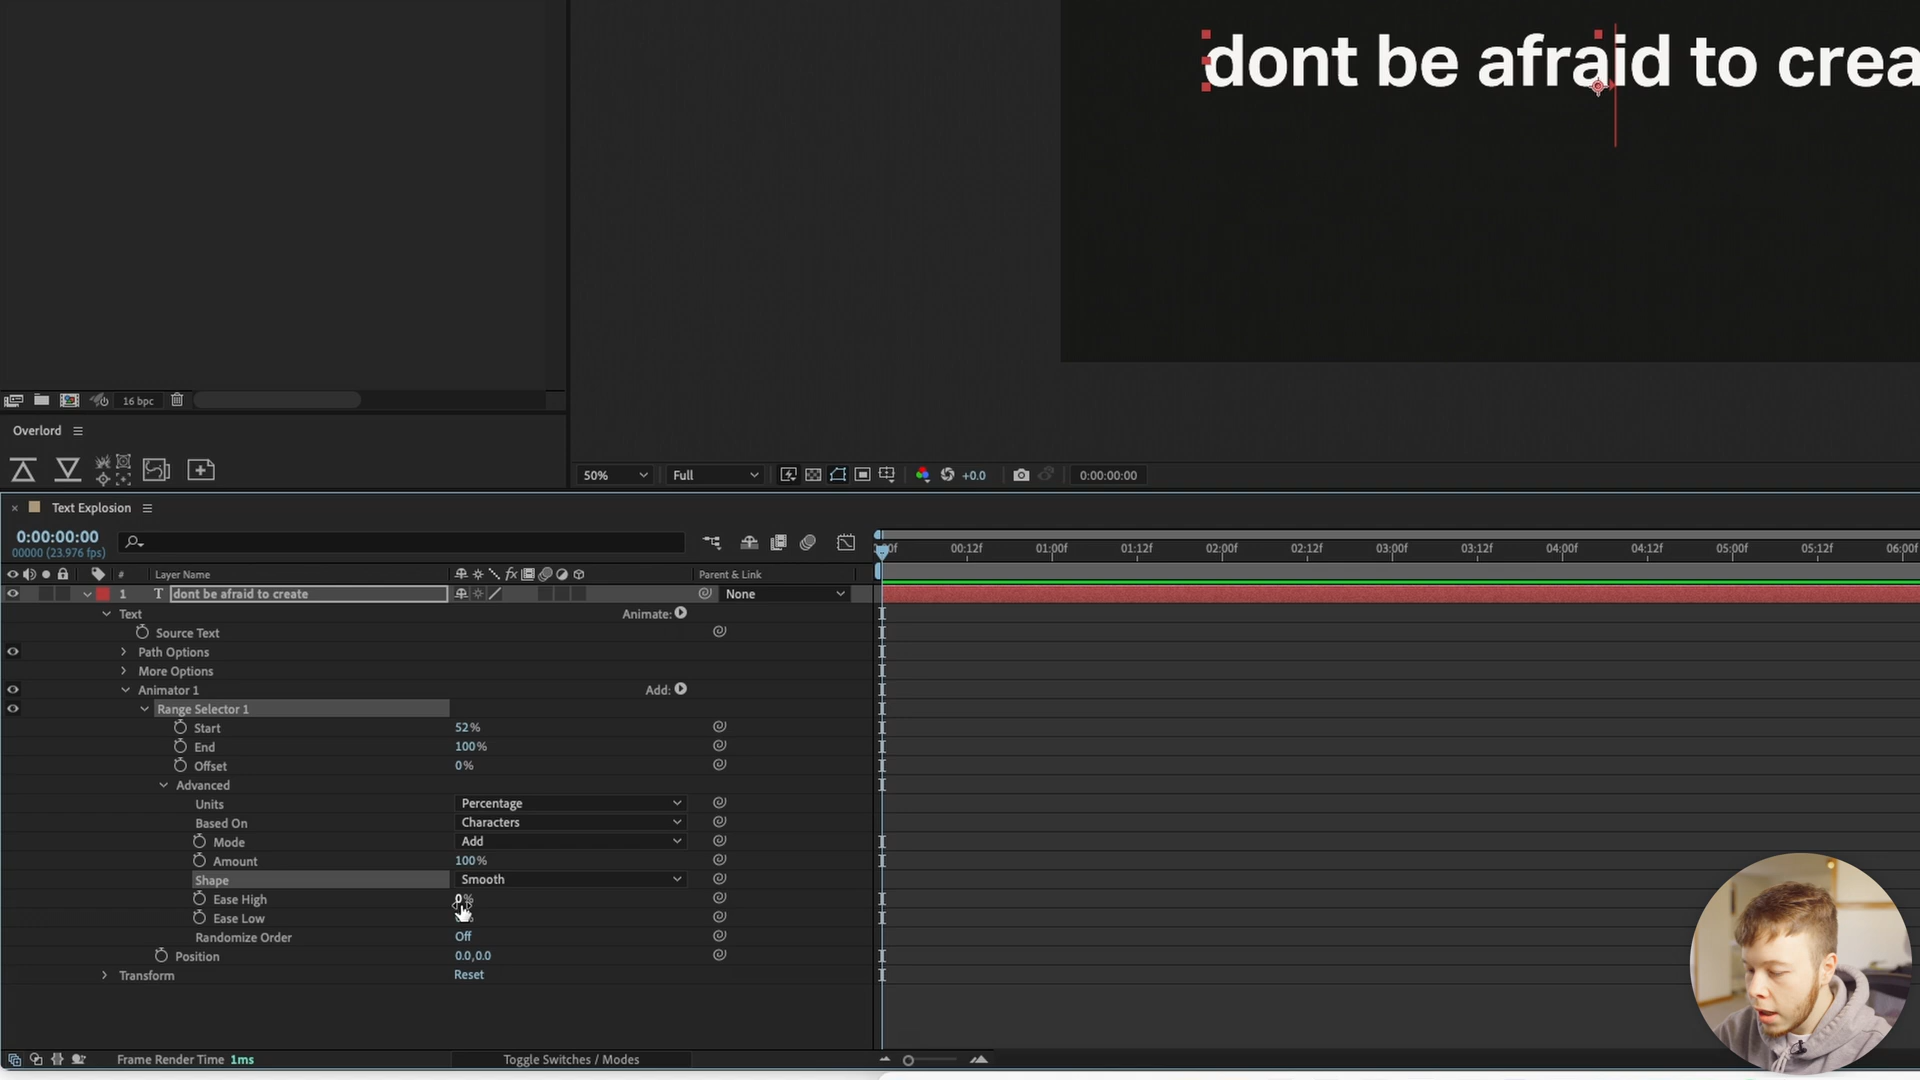 dont be afraid to crea
16 bpc
Overlord
50%
Full
+0.0
0:00:00:00
Text Explosion
0:00:00:00
00000 (23.976 fps)
00f 00:12f 01:00f 01:12f 02:00f 02:12f 03:00f 03:12f 04:00f 04:12f 05:00f 05:12f 06:00f
# Layer Name fx Parent & Link
1 T dont be afraid to create None
Text Animate:
Source Text
Path Options
More Options
Animator 1 Add:
Range Selector 1
Start 52%
End 100%
Offset 0%
Advanced
Units Percentage
Based On Characters
Mode Add
Amount 100%
Shape Smooth
Ease High 0%
Ease Low
Randomize Order Off
Position 0.0,0.0
Transform Reset
Frame Render Time 1ms
Toggle Switches / Modes